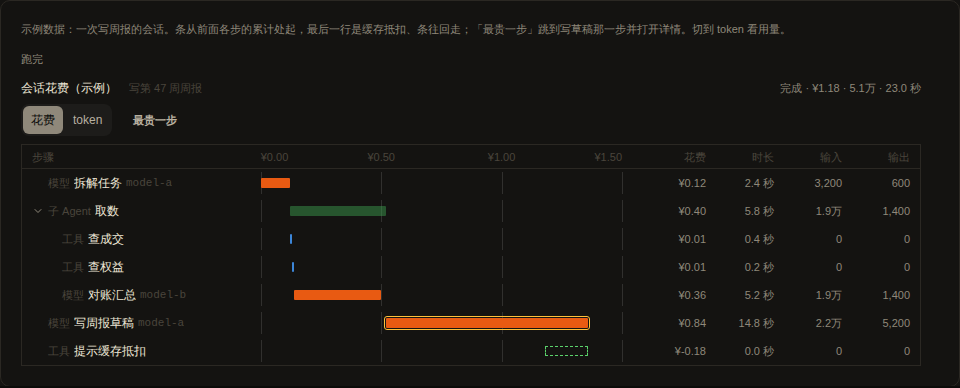 示例数据：一次写周报的会话。条从前面各步的累计处起，最后一行是缓存抵扣、条往回走；「最贵一步」跳到写草稿那一步并打开详情。切到 token 看用量。
跑完
会话花费（示例） 写第 47 周周报 完成 · ¥1.18 · 5.1万 · 23.0 秒
花费 token 最贵一步
步骤 ¥0.00 ¥0.50 ¥1.00 ¥1.50 花费 时长 输入 输出
模型 拆解任务 model-a ¥0.12 2.4 秒 3,200 600
子 Agent 取数 ¥0.40 5.8 秒 1.9万 1,400
工具 查成交 ¥0.01 0.4 秒 0 0
工具 查权益 ¥0.01 0.2 秒 0 0
模型 对账汇总 model-b ¥0.36 5.2 秒 1.9万 1,400
模型 写周报草稿 model-a ¥0.84 14.8 秒 2.2万 5,200
工具 提示缓存抵扣 ¥-0.18 0.0 秒 0 0